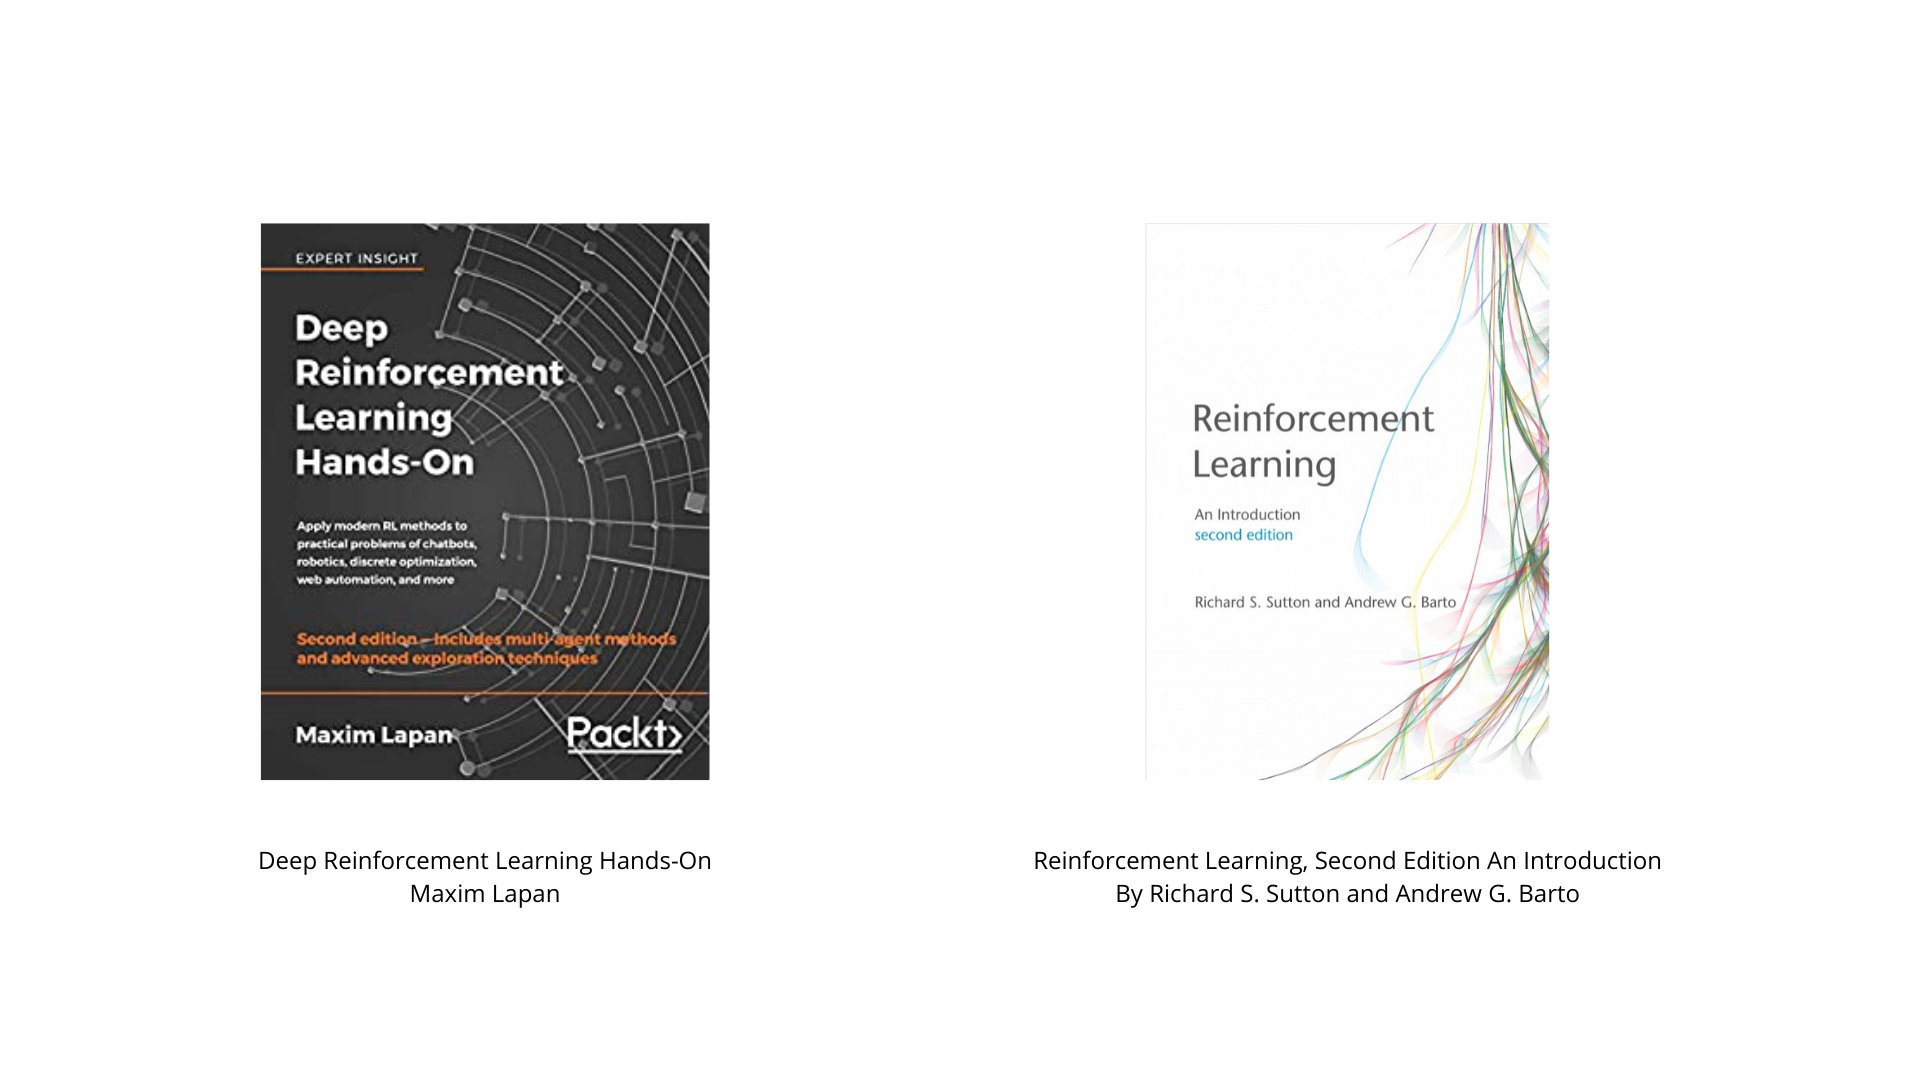 EXPERT INSIGHT
Deep
Reinforcement
Learning
Hands-On
Apply modern RL methods to
practical problems of chatbots,
robotics, discrete optimization,
web automation, and more
Second edition – Includes multi-agent methods
and advanced exploration techniques
Maxim Lapan
Packt>
Deep Reinforcement Learning Hands-On
Maxim Lapan
Reinforcement
Learning
An Introduction
second edition
Richard S. Sutton and Andrew G. Barto
Reinforcement Learning, Second Edition An Introduction
By Richard S. Sutton and Andrew G. Barto